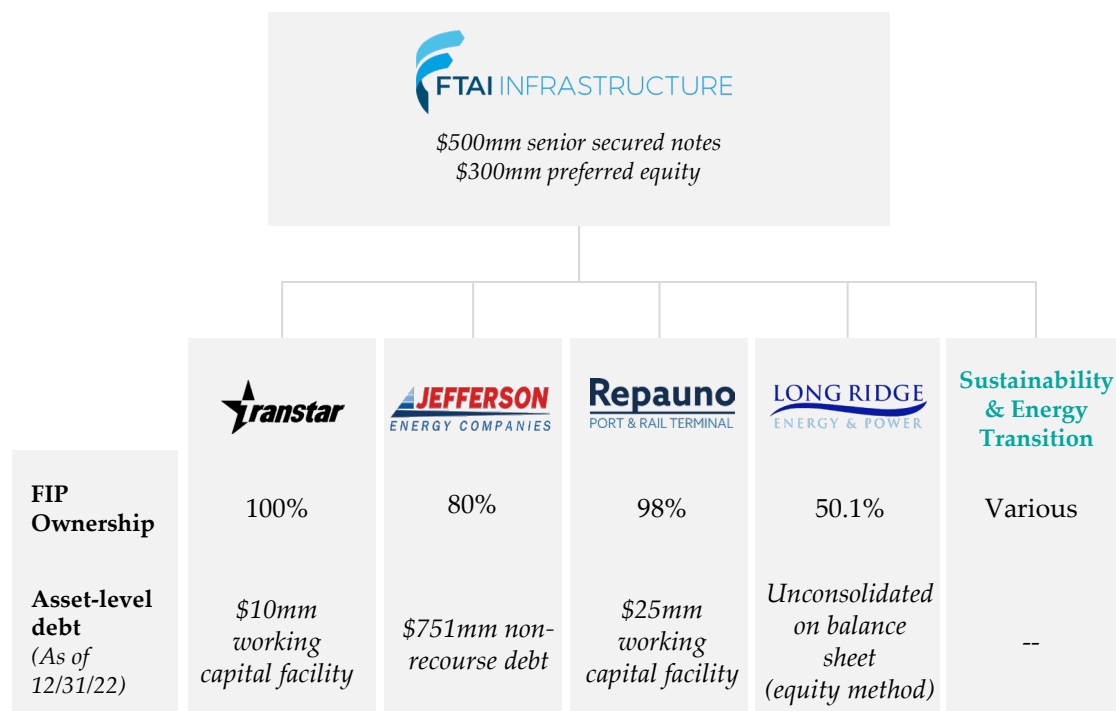 FTAI INFRASTRUCTURE
$500mm senior secured notes
$300mm preferred equity
transtar
JEFFERSON
ENERGY COMPANIES
Repauno
PORT & RAIL TERMINAL
LONG RIDGE
ENERGY & POWER
Sustainability
& Energy
Transition
FIP
Ownership
100%
80%
98%
50.1%
Various
Asset-level
debt
(As of
12/31/22)
$10mm
working
capital facility
$751mm non-
recourse debt
$25mm
working
capital facility
Unconsolidated
on balance
sheet
(equity method)
--